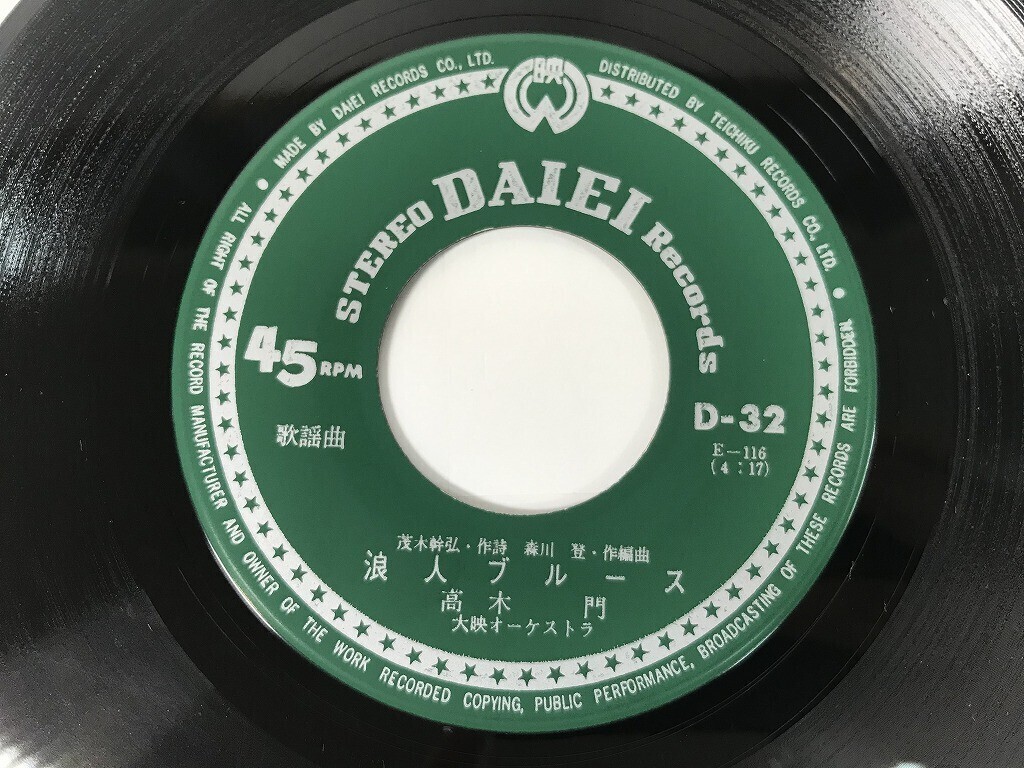 MADE BY DAIEI RECORDS CO., LTD.
映
DISTRIBUTED BY TEICHIKU RECORDS CO., LTD.
STEREO DAIEI Records
45 RPM
歌謡曲
D-32
E-116
(4:17)
茂木幹弘・作詩 森川 登・作編曲
浪人ブルース
高木 門
大映オーケストラ
ALL RIGHT OF THE RECORD MANUFACTURER AND OWNER OF THE WORK RECORDED COPYING, PUBLIC PERFORMANCE, BROADCASTING OF THESE RECORDS ARE FORBIDDEN